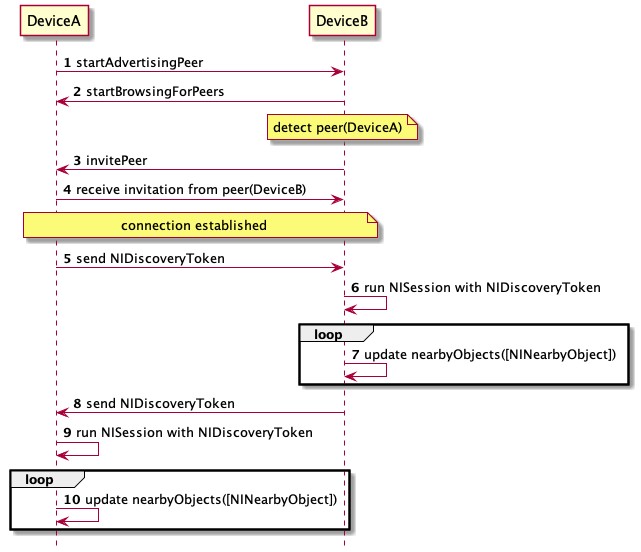 DeviceA DeviceB
1 startAdvertisingPeer
2 startBrowsingForPeers
detect peer(DeviceA)
3 invitePeer
4 receive invitation from peer(DeviceB)
connection established
5 send NIDiscoveryToken
6 run NISession with NIDiscoveryToken
loop
7 update nearbyObjects([NINearbyObject])
8 send NIDiscoveryToken
9 run NISession with NIDiscoveryToken
loop
10 update nearbyObjects([NINearbyObject])